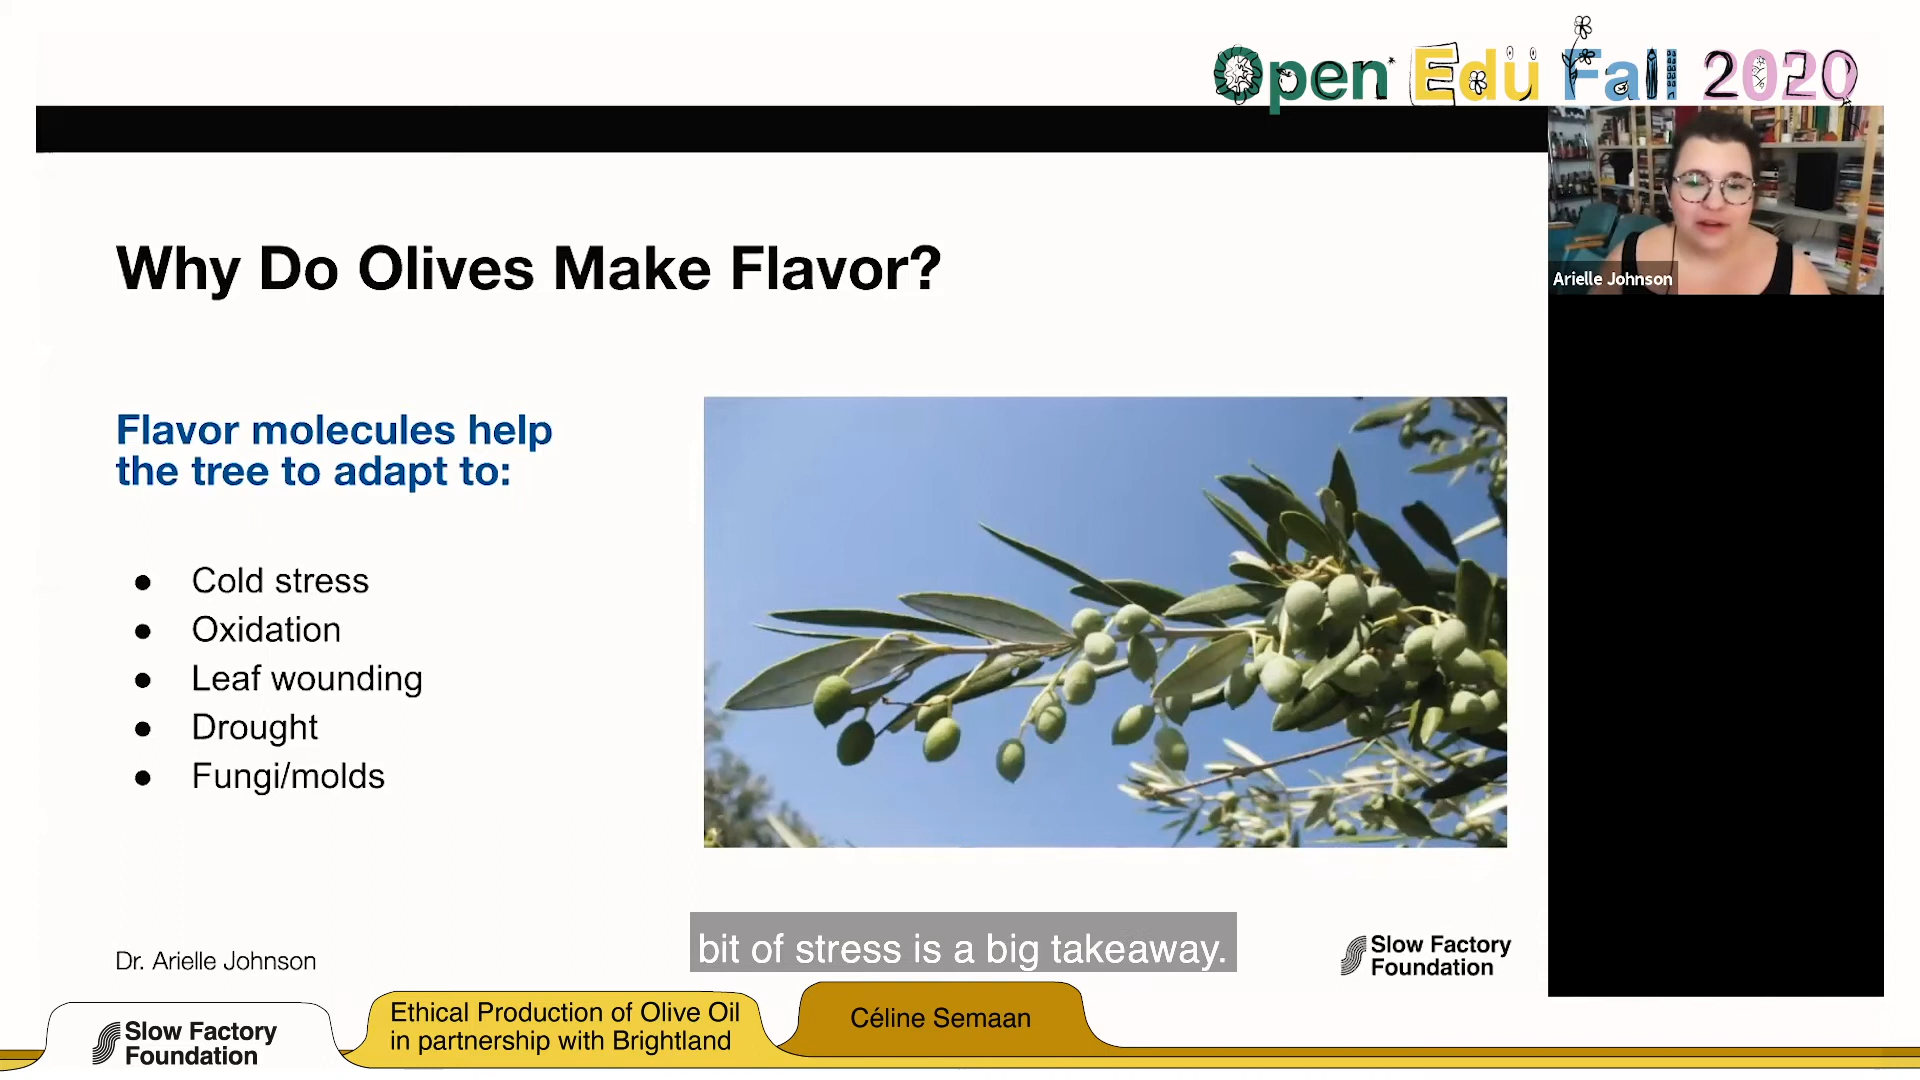 Open Edu Fall 2020
Arielle Johnson
Why Do Olives Make Flavor?
Flavor molecules help
the tree to adapt to:
● Cold stress
● Oxidation
● Leaf wounding
● Drought
● Fungi/molds
bit of stress is a big takeaway.
Dr. Arielle Johnson
Slow Factory
Foundation
Slow Factory
Foundation
Ethical Production of Olive Oil
in partnership with Brightland
Céline Semaan